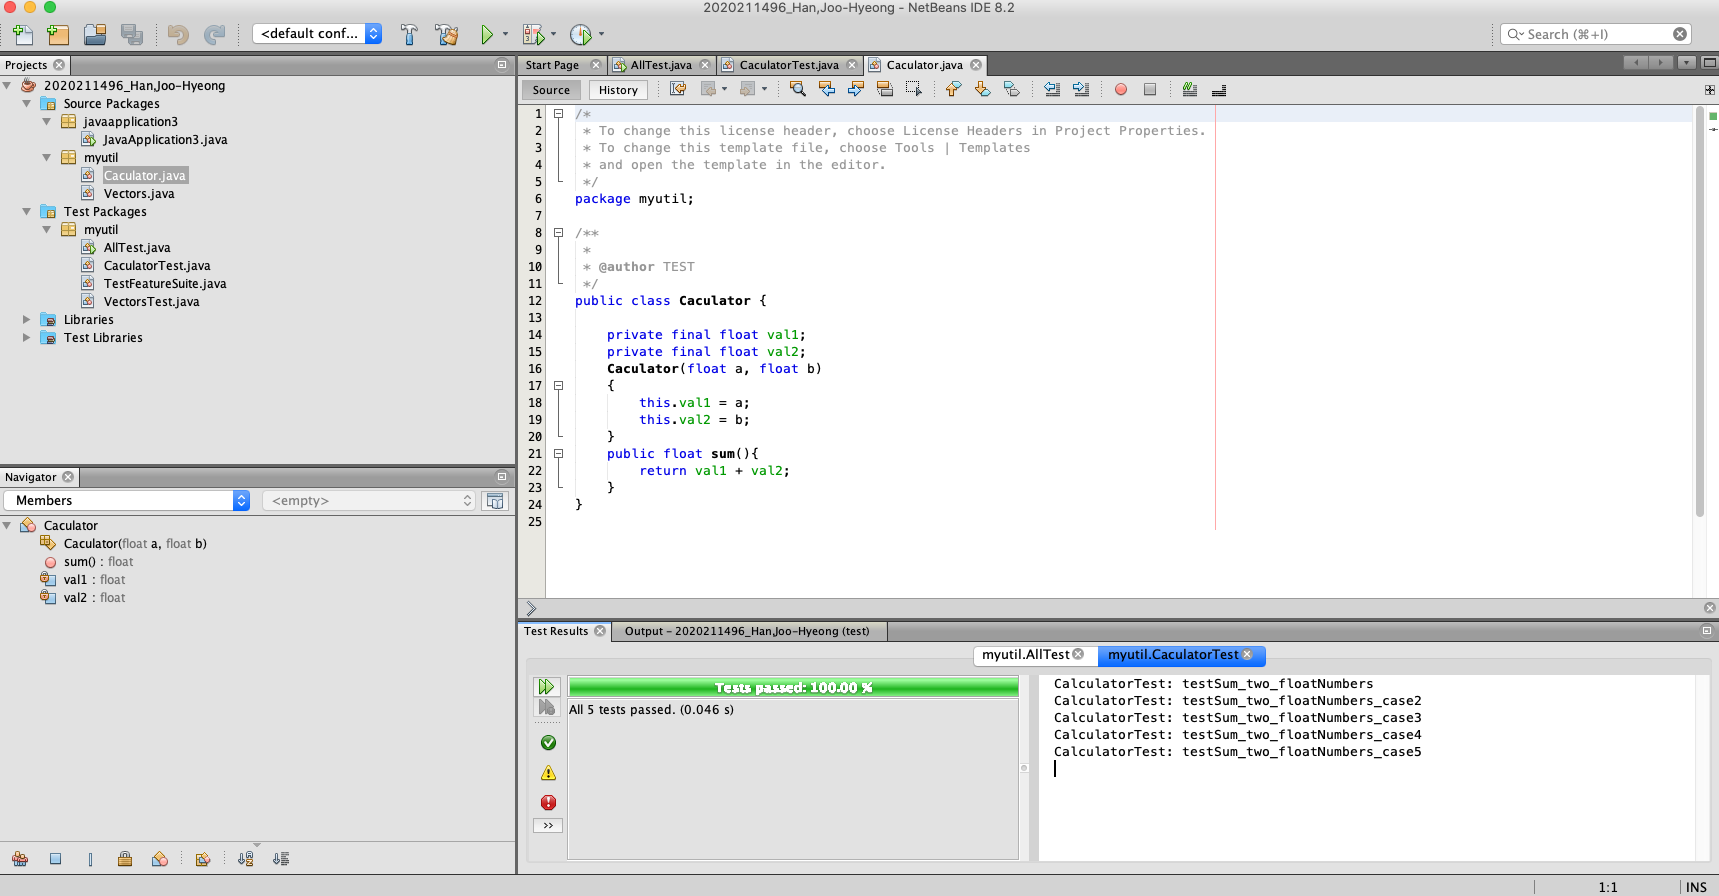 2020211496_Han,Joo-Hyeong - NetBeans IDE 8.2
<default conf...
Search (⌘+I)
Projects
2020211496_Han,Joo-Hyeong
Source Packages
javaapplication3
JavaApplication3.java
myutil
Caculator.java
Vectors.java
Test Packages
myutil
AllTest.java
CaculatorTest.java
TestFeatureSuite.java
VectorsTest.java
Libraries
Test Libraries
Navigator
Members
<empty>
Caculator
Caculator(float a, float b)
sum() : float
val1 : float
val2 : float
Start Page
AllTest.java
CaculatorTest.java
Caculator.java
Source
History
1 /*
2 * To change this license header, choose License Headers in Project Properties.
3 * To change this template file, choose Tools | Templates
4 * and open the template in the editor.
5 */
6 package myutil;
7
8 /**
9 *
10 * @author TEST
11 */
12 public class Caculator {
13
14 private final float val1;
15 private final float val2;
16 Caculator(float a, float b)
17 {
18 this.val1 = a;
19 this.val2 = b;
20 }
21 public float sum(){
22 return val1 + val2;
23 }
24 }
25
Test Results
Output - 2020211496_Han,Joo-Hyeong (test)
myutil.AllTest
myutil.CaculatorTest
Tests passed: 100.00 %
All 5 tests passed. (0.046 s)
CalculatorTest: testSum_two_floatNumbers
CalculatorTest: testSum_two_floatNumbers_case2
CalculatorTest: testSum_two_floatNumbers_case3
CalculatorTest: testSum_two_floatNumbers_case4
CalculatorTest: testSum_two_floatNumbers_case5
1:1
INS